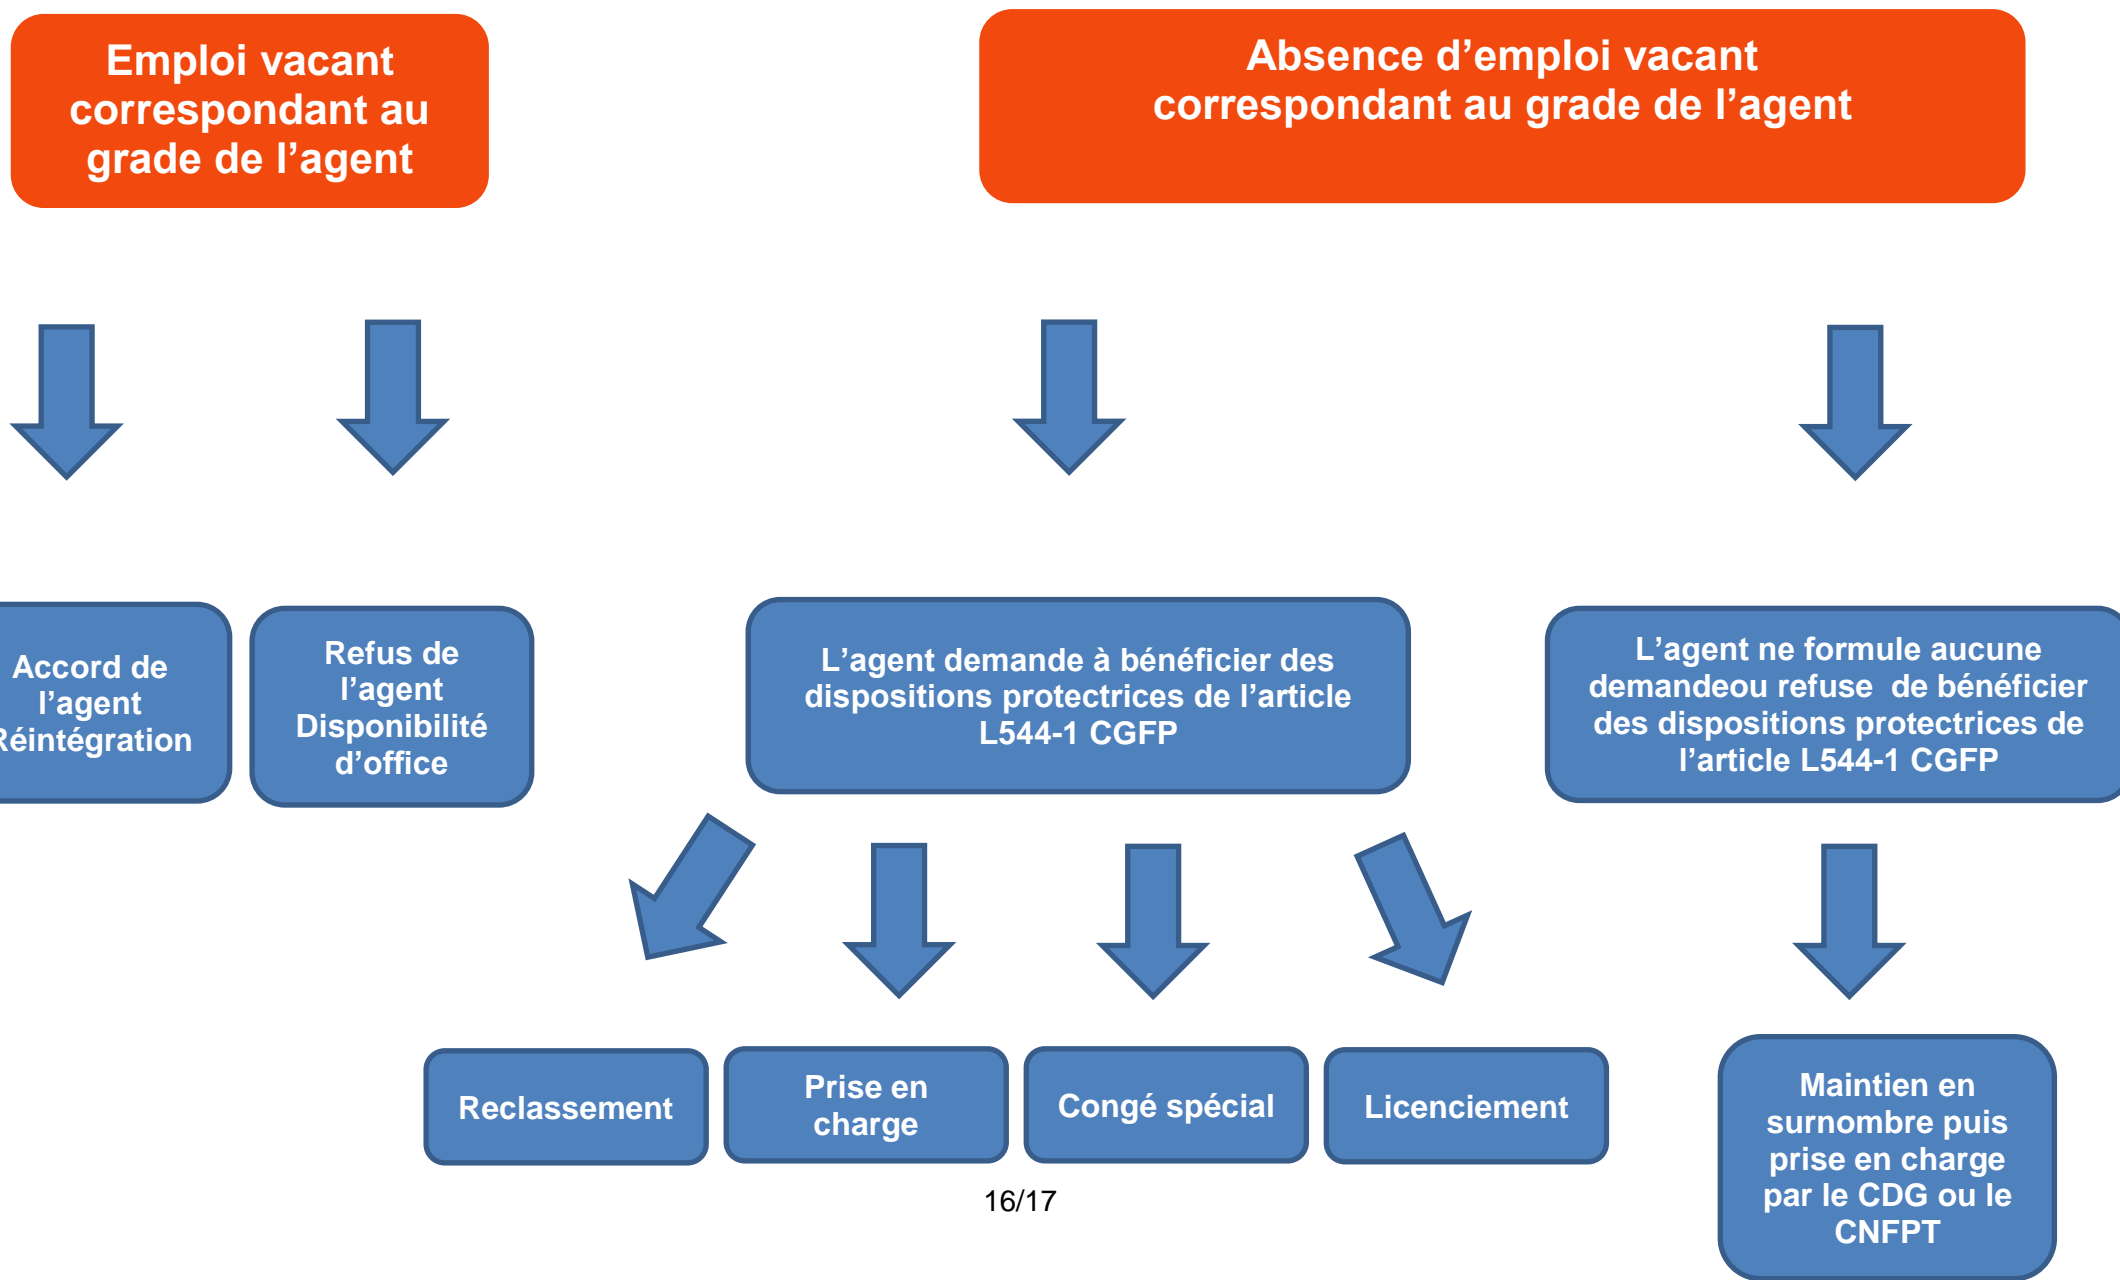 Emploi vacant
correspondant au
grade de l’agent
Absence d’emploi vacant
correspondant au grade de l’agent
Accord de
l’agent
Réintégration
Refus de
l’agent
Disponibilité
d’office
L’agent demande à bénéficier des
dispositions protectrices de l’article
L544-1 CGFP
L’agent ne formule aucune
demandeou refuse  de bénéficier
des dispositions protectrices de
l’article L544-1 CGFP
Reclassement
Prise en
charge
Congé spécial
Licenciement
Maintien en
surnombre puis
prise en charge
par le CDG ou le
CNFPT
16/17